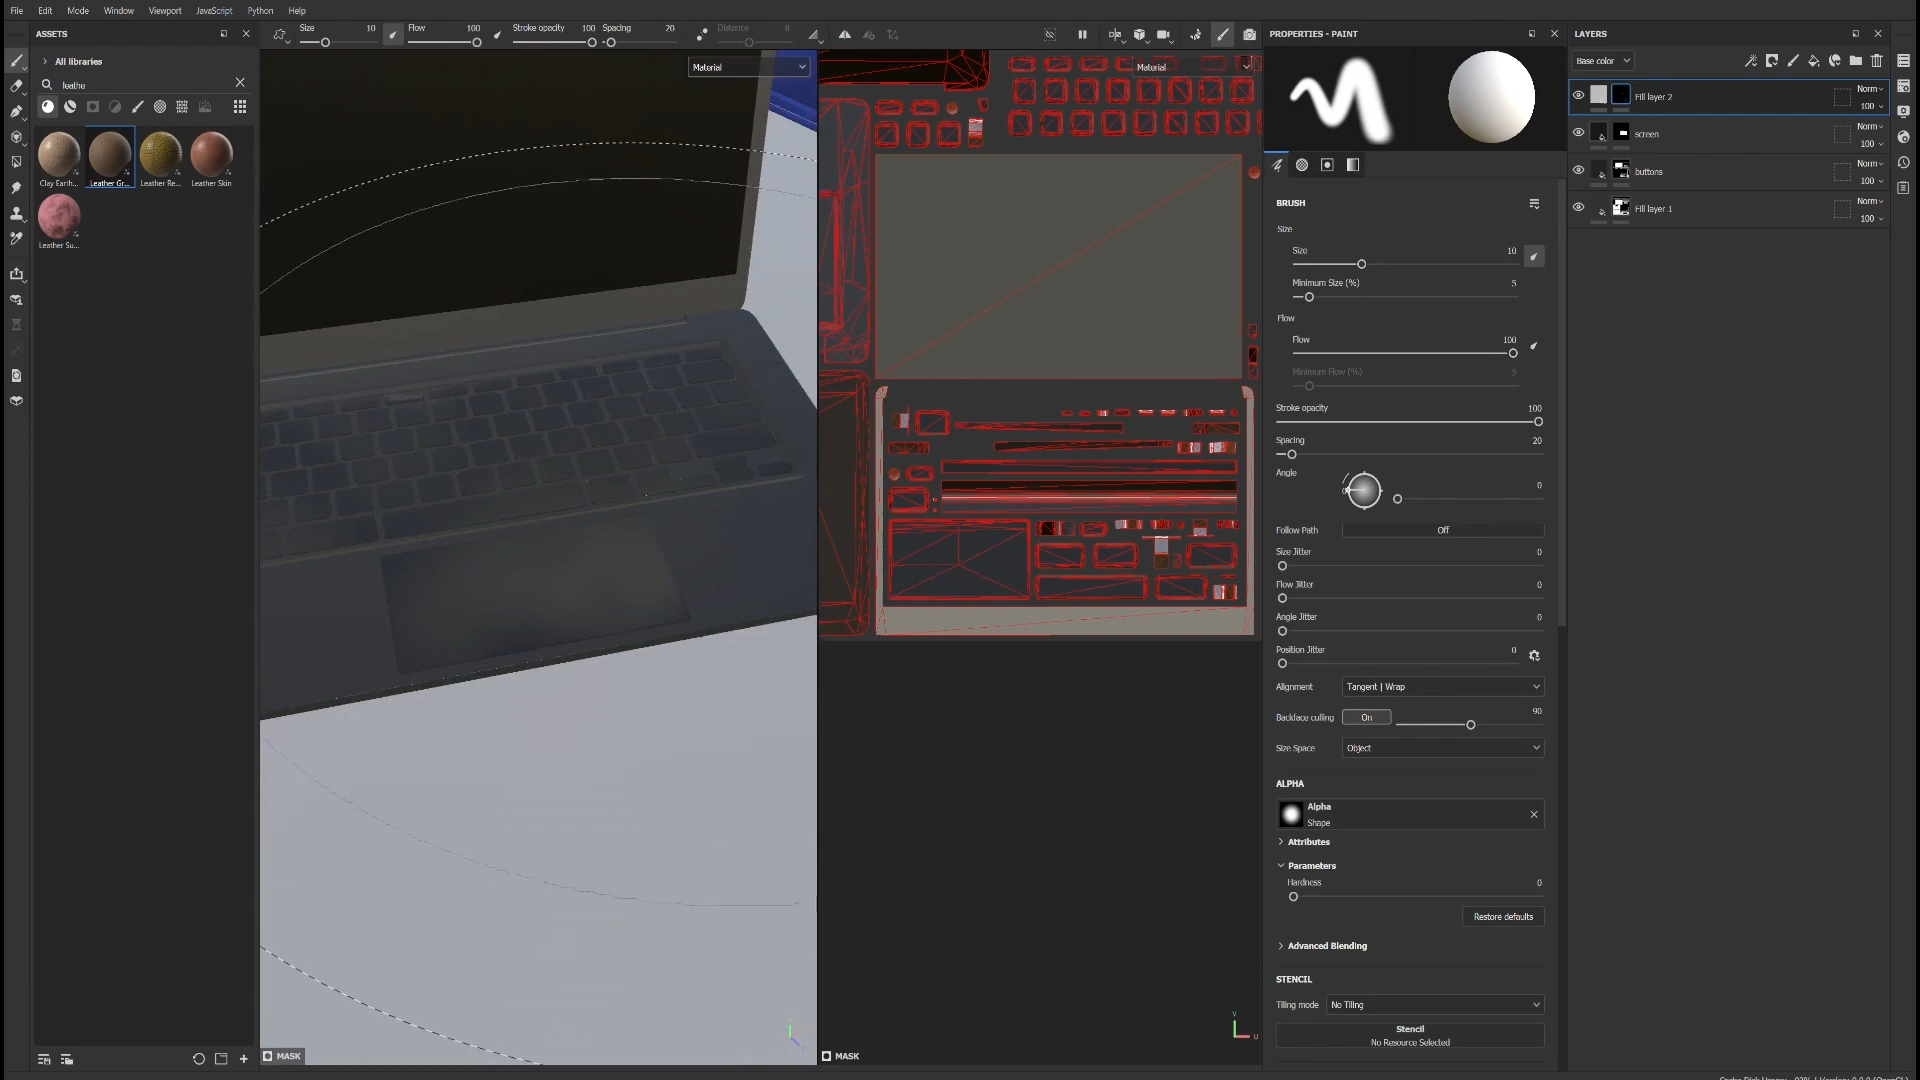 File Edit Mode Window Viewport JavaScript Python Help
ASSETS
All libraries
leathe
Clay Earth... Leather Gr... Leather Re... Leather Skin
Leather Su...
Size 10 Flow 100 Stroke opacity 100 Spacing 20 Distance 8
Material
Material
MASK
MASK
PROPERTIES - PAINT
BRUSH
Size
Size 10
Minimum Size (%) 5
Flow
Flow 100
Minimum Flow (%) 5
Stroke opacity 100
Spacing 20
Angle 0
Follow Path Off
Size Jitter 0
Flow Jitter 0
Angle Jitter 0
Position Jitter 0
Alignment Tangent | Wrap
Backface culling On 90
Size Space Object
ALPHA
Alpha
Shape
Attributes
Parameters
Hardness 0
Restore defaults
Advanced Blending
STENCIL
Tiling mode No Tiling
Stencil
No Resource Selected
LAYERS
Base color
Fill layer 2 Norm 100
screen Norm 100
buttons Norm 100
Fill layer 1 Norm 100